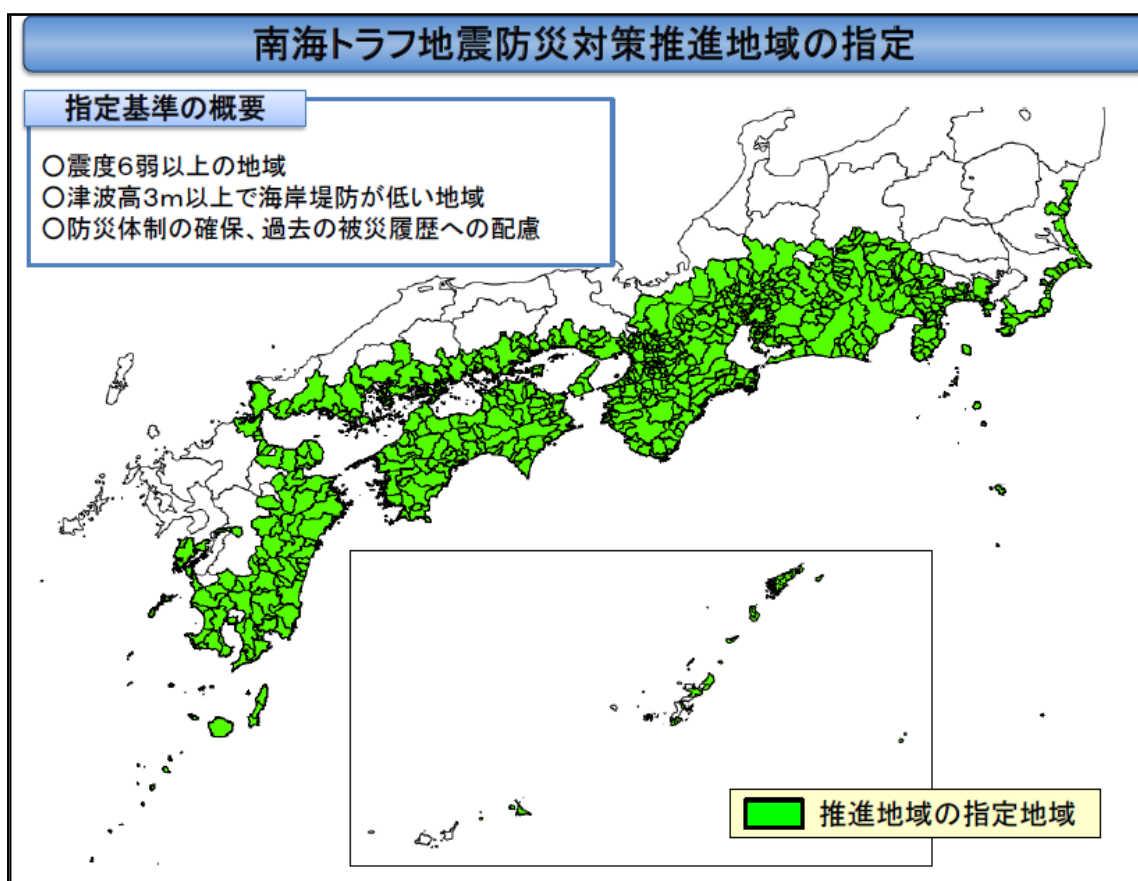 南海トラフ地震防災対策推進地域の指定
指定基準の概要
○震度6弱以上の地域
○津波高3m以上で海岸堤防が低い地域
○防災体制の確保、過去の被災履歴への配慮
推進地域の指定地域